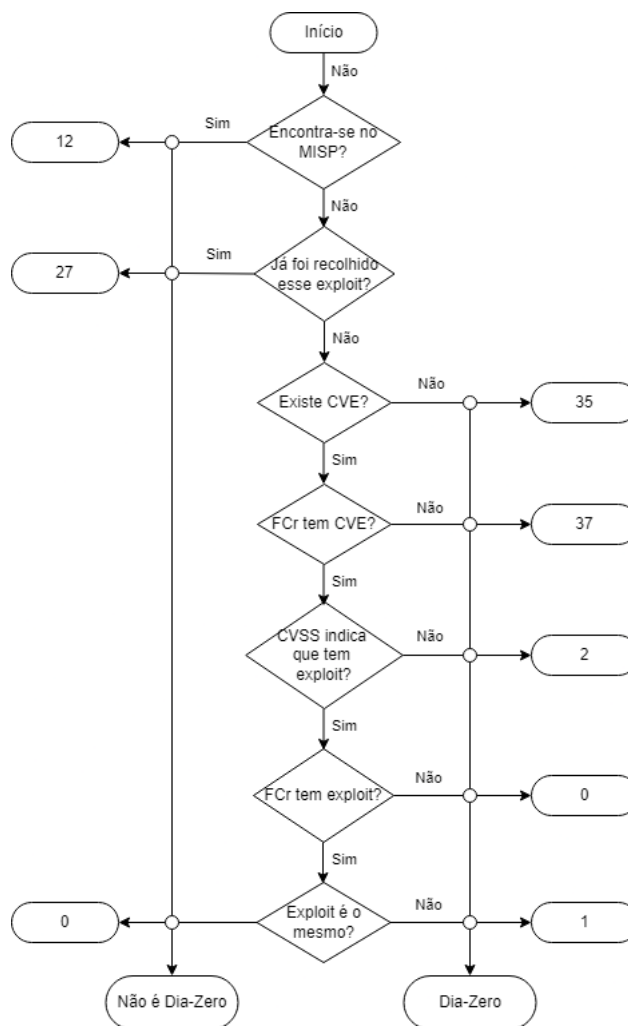 Início
Não
Sim
Encontra-se no
MISP?
12
Não
Sim
Já foi recolhido
esse exploit?
27
Não
Existe CVE?
Não
35
Sim
FCr tem CVE?
Não
37
Sim
CVSS indica
que tem
exploit?
Não
2
Sim
FCr tem exploit?
Não
0
Sim
0
Exploit é o
mesmo?
Não
1
Não é Dia-Zero
Dia-Zero